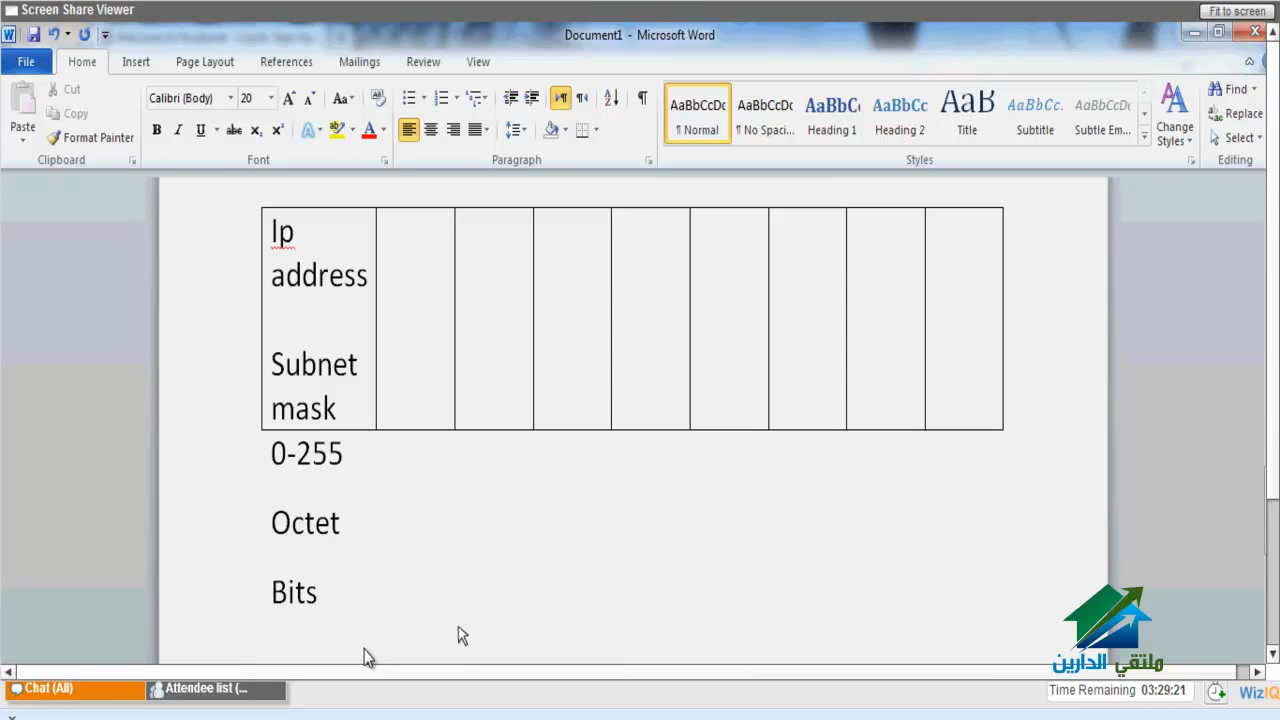 Screen Share Viewer
Fit to screen
Document1 - Microsoft Word
File Home Insert Page Layout References Mailings Review View
Paste
Cut
Copy
Format Painter
Clipboard
Calibri (Body) 20
Font
Paragraph
AaBbCcDc AaBbCcDc AaBbC AaBbCc AaB AaBbCc. AaBbCcDc
¶ Normal ¶ No Spaci... Heading 1 Heading 2 Title Subtitle Subtle Em...
Change
Styles
Styles
Find
Replace
Select
Editing
Ip
address
Subnet
mask
0-255
Octet
Bits
ملتقي الدارين
Chat (All)
Attendee list (...
Time Remaining 03:29:21
WizIQ